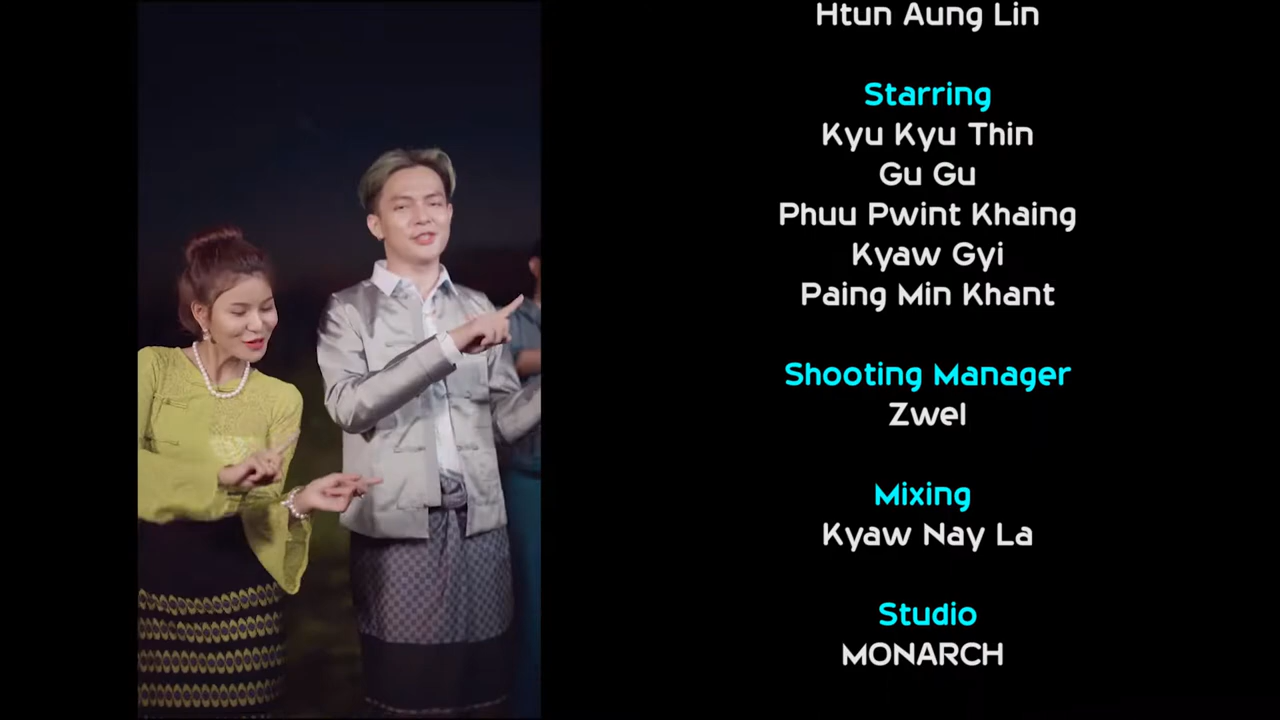 Htun Aung Lin
Starring
Kyu Kyu Thin
Gu Gu
Phuu Pwint Khaing
Kyaw Gyi
Paing Min Khant
Shooting Manager
Zwel
Mixing
Kyaw Nay La
Studio
MONARCH